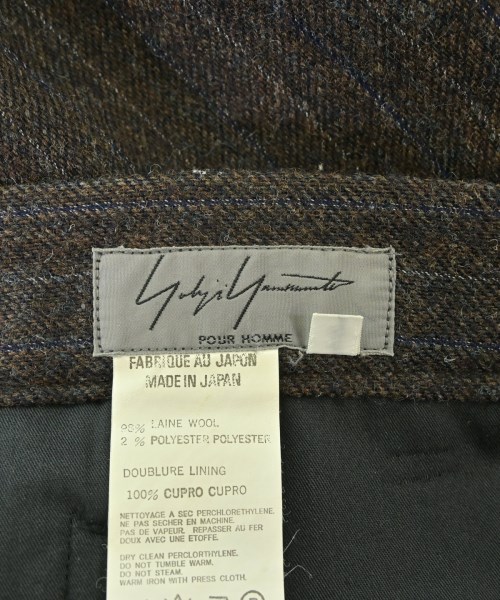 Yohji Yamamoto
POUR HOMME
FABRIQUE AU JAPON
MADE IN JAPAN
98% LAINE WOOL
2 % POLYESTER POLYESTER
DOUBLURE LINING
100% CUPRO CUPRO
NETTOYAGE A SEC PERCHLORETHYLENE.
NE PAS SECHER EN MACHINE.
PAS DE VAPEUR. REPASSER AU FER
DOUX AVEC UNE ETOFFE.
DRY CLEAN PERCLORTHYLENE.
DO NOT TUMBLE WARM.
DO NOT STEAM.
WARM IRON WITH PRESS CLOTH.